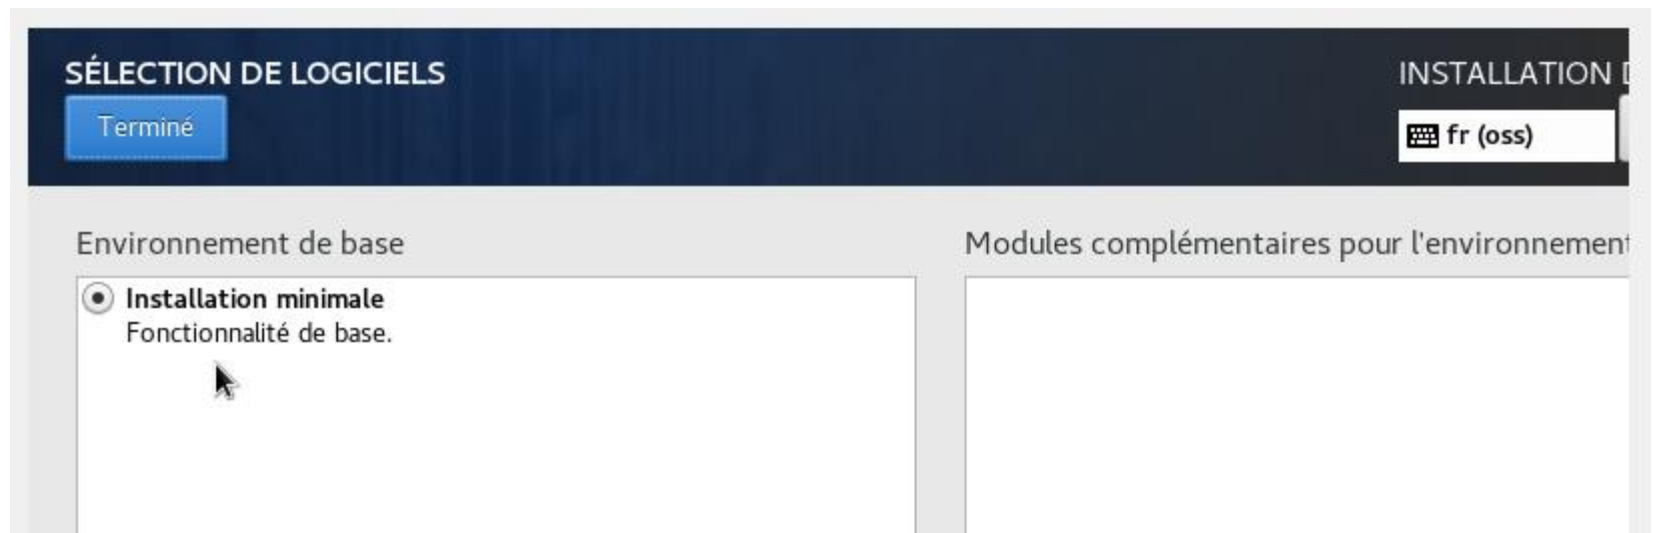 SÉLECTION DE LOGICIELS
Terminé
INSTALLATION
fr (oss)
Environnement de base
Installation minimale
Fonctionnalité de base.
Modules complémentaires pour l'environnement